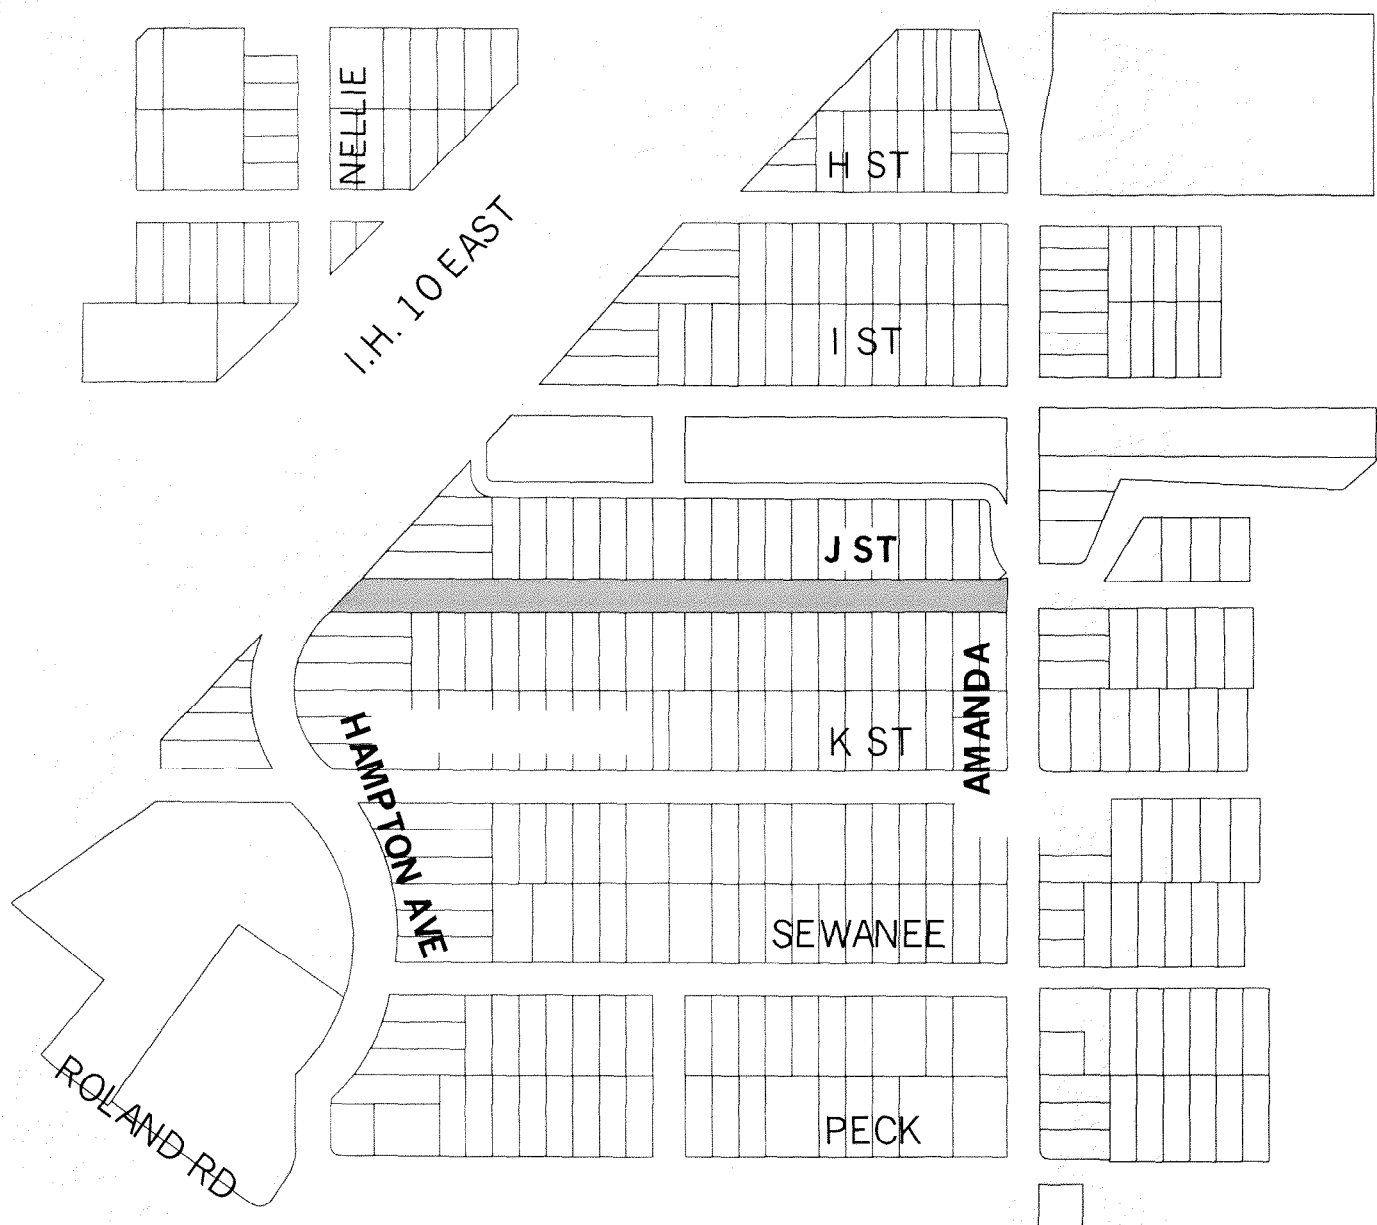 NELLIE
H ST
I.H. 10 EAST
I ST
J ST
AMANDA
HAMPTON AVE
K ST
SEWANEE
ROLAND RD
PECK